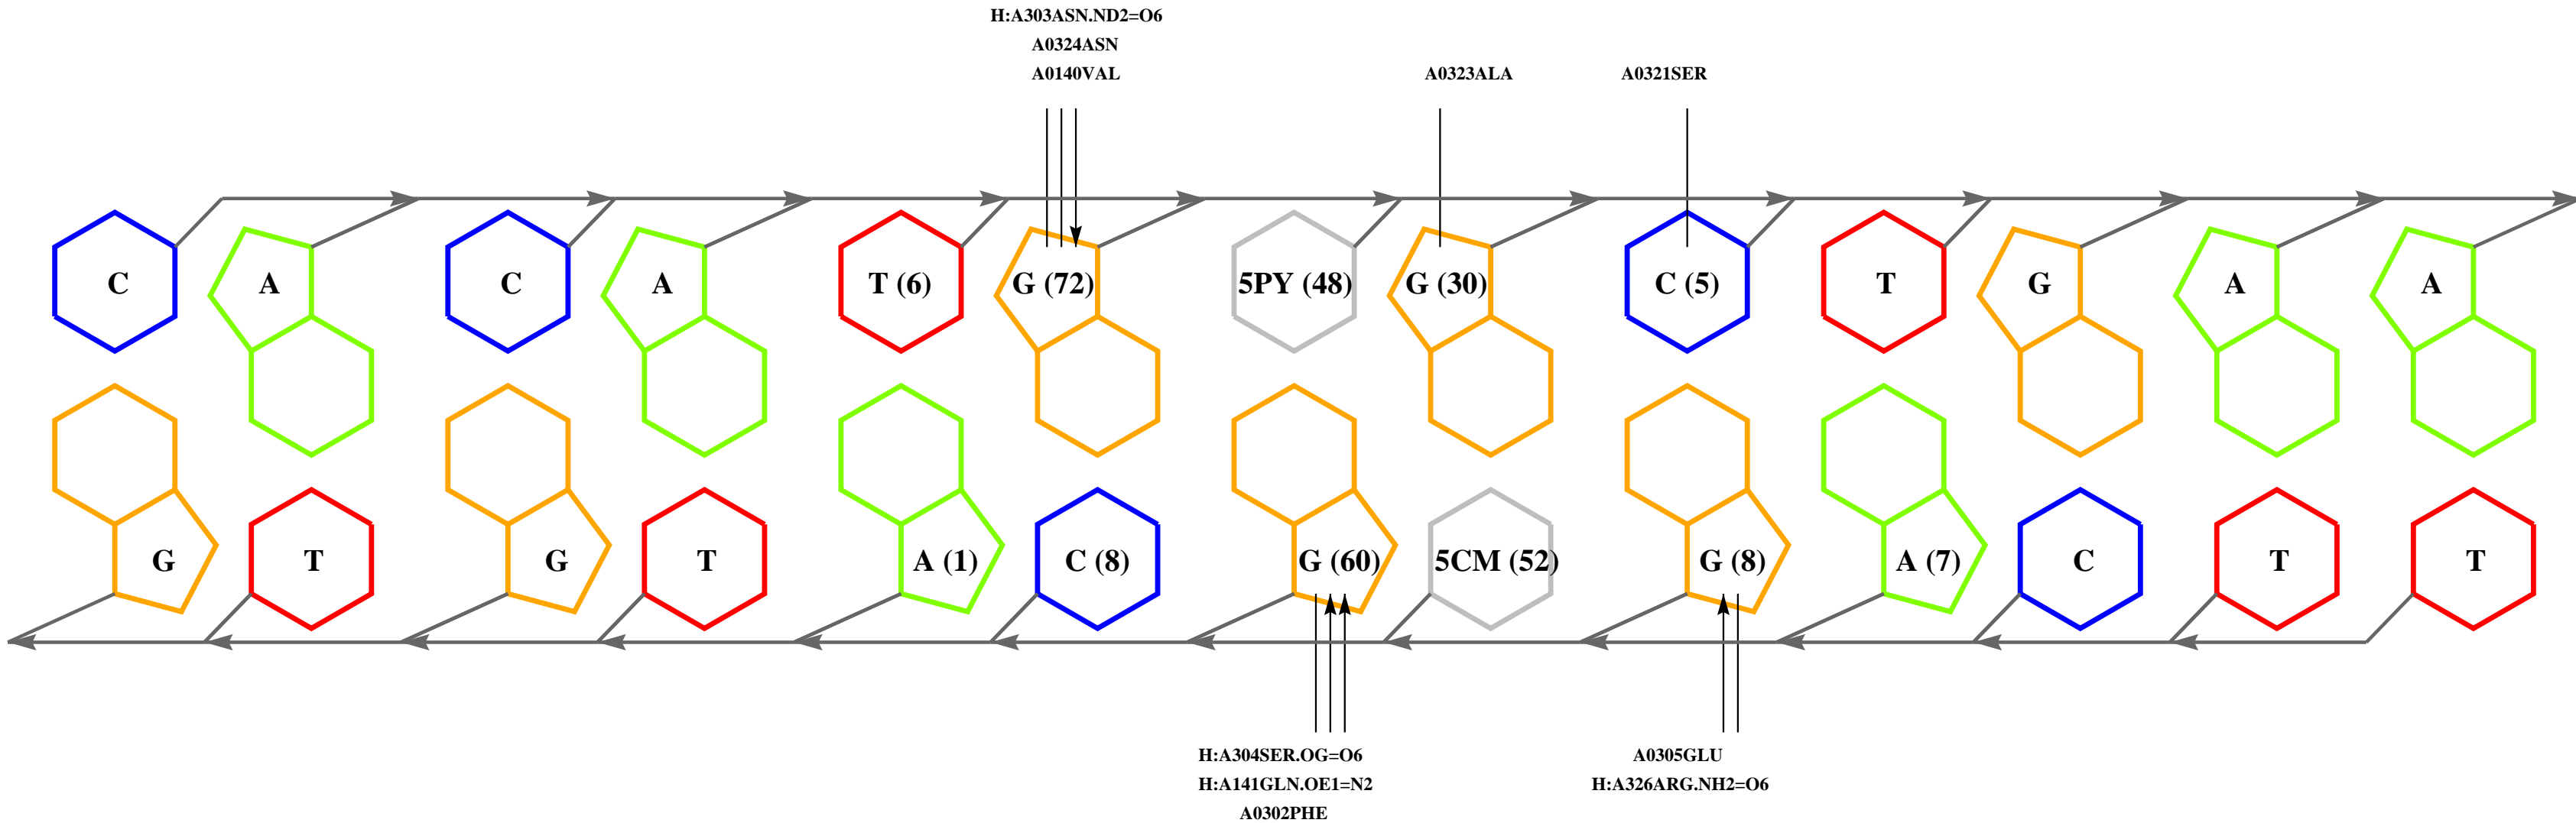 H:A303ASN.ND2=O6
A0324ASN
A0140VAL
A0323ALA
A0321SER
C A C A T (6) G (72) 5PY (48) G (30) C (5) T G A A
G T G T A (1) C (8) G (60) 5CM (52) G (8) A (7) C T T
H:A304SER.OG=O6
H:A141GLN.OE1=N2
A0302PHE
A0305GLU
H:A326ARG.NH2=O6